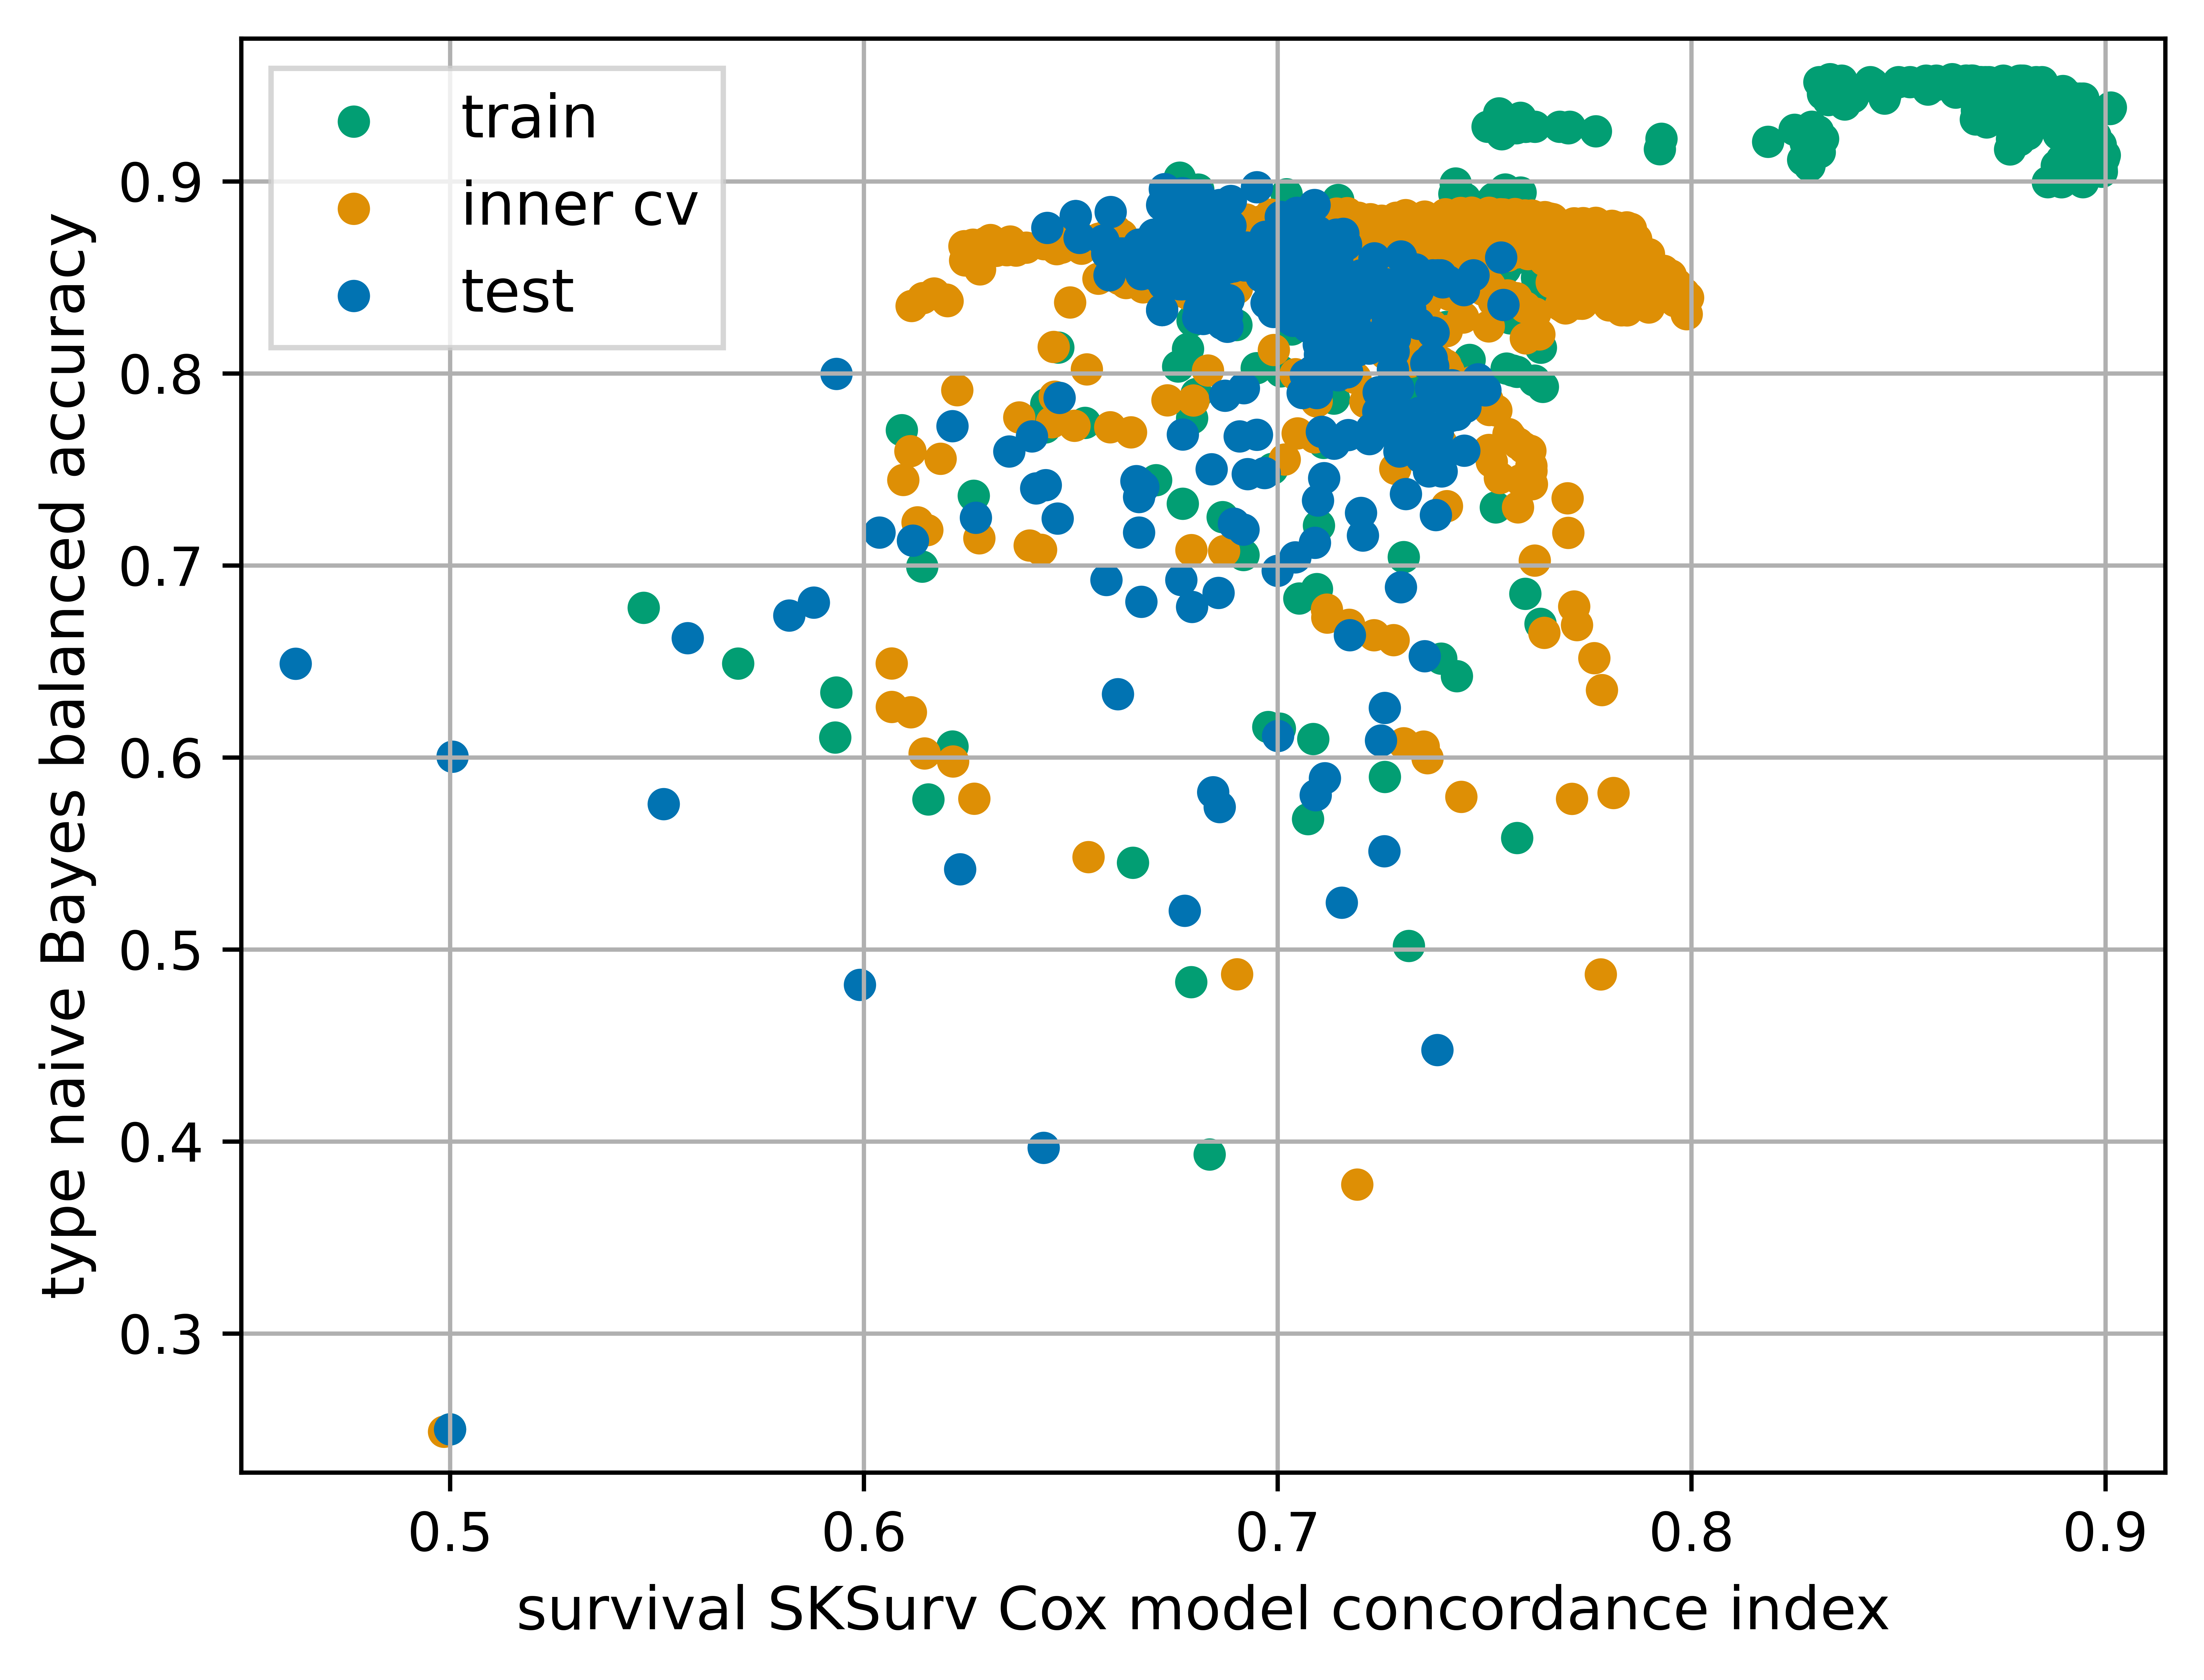 train
inner cv
test
type naive Bayes balanced accuracy
0.9
0.8
0.7
0.6
0.5
0.4
0.3
0.5 0.6 0.7 0.8 0.9
survival SKSurv Cox model concordance index